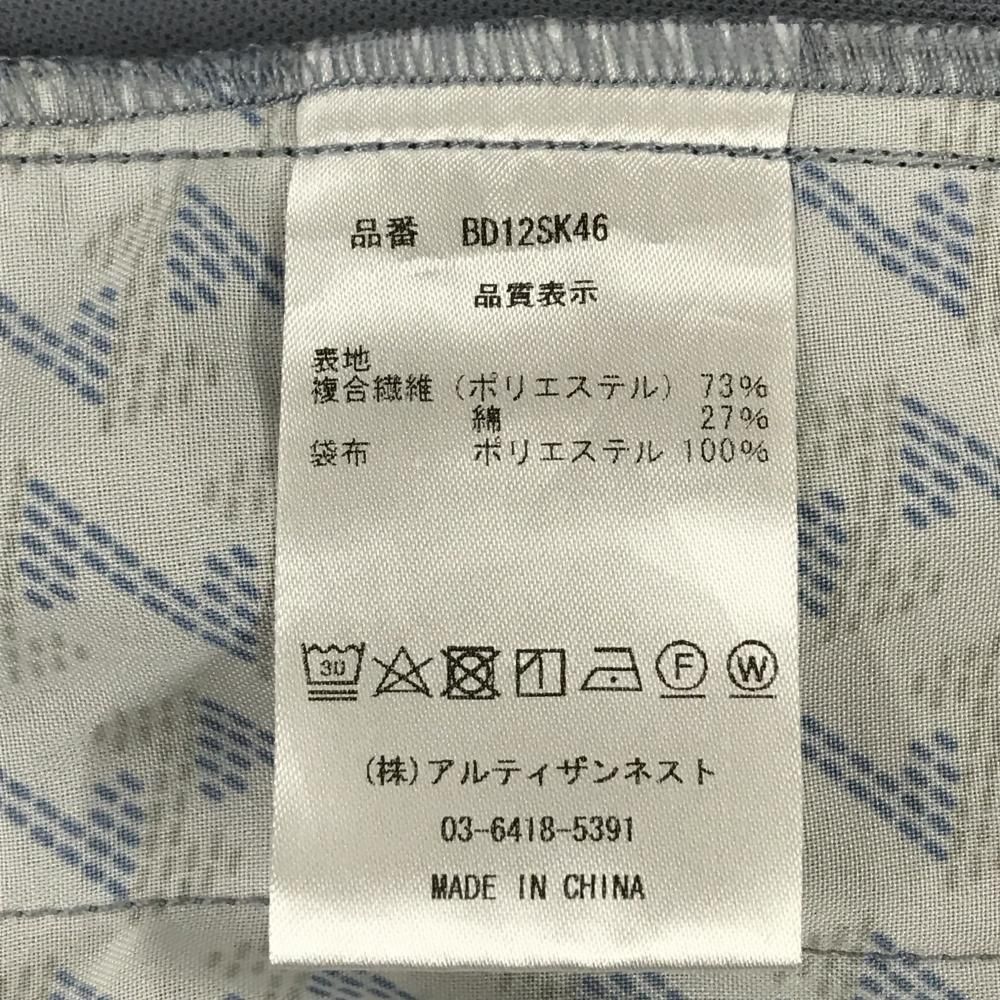 品番 BD12SK46
品質表示
表地
複合繊維(ポリエステル) 73%
綿 27%
袋布 ポリエステル 100%
30 F W
(株)アルティザンネスト
03-6418-5391
MADE IN CHINA